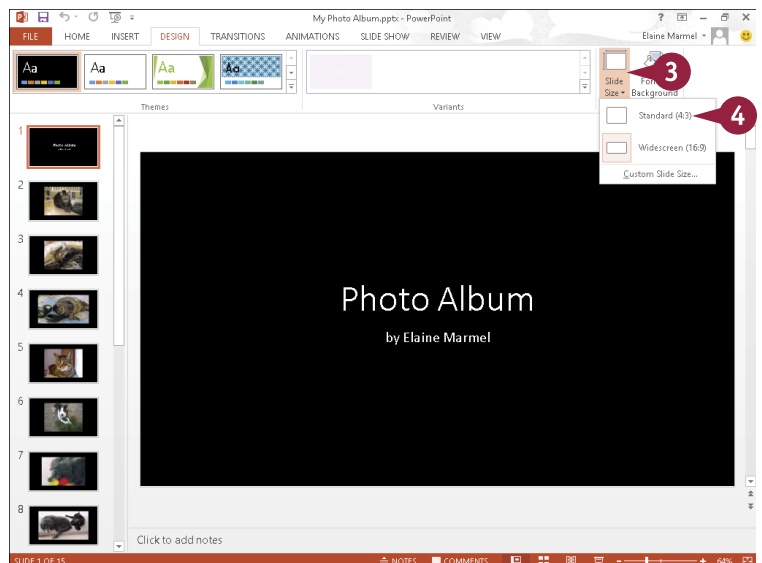 My Photo Album.pptx - PowerPoint
?
FILE HOME INSERT DESIGN TRANSITIONS ANIMATIONS SLIDE SHOW REVIEW VIEW Elaine Marmel
Aa Aa Aa Aa
Slide
Size
Background
Themes Variants
3
Standard (4:3)
4
Widescreen (16:9)
Custom Slide Size...
1
2
3
4
5
6
7
8
Photo Album
by Elaine Marmel
Click to add notes
SLIDE 1 OF 15 NOTES COMMENTS 64%